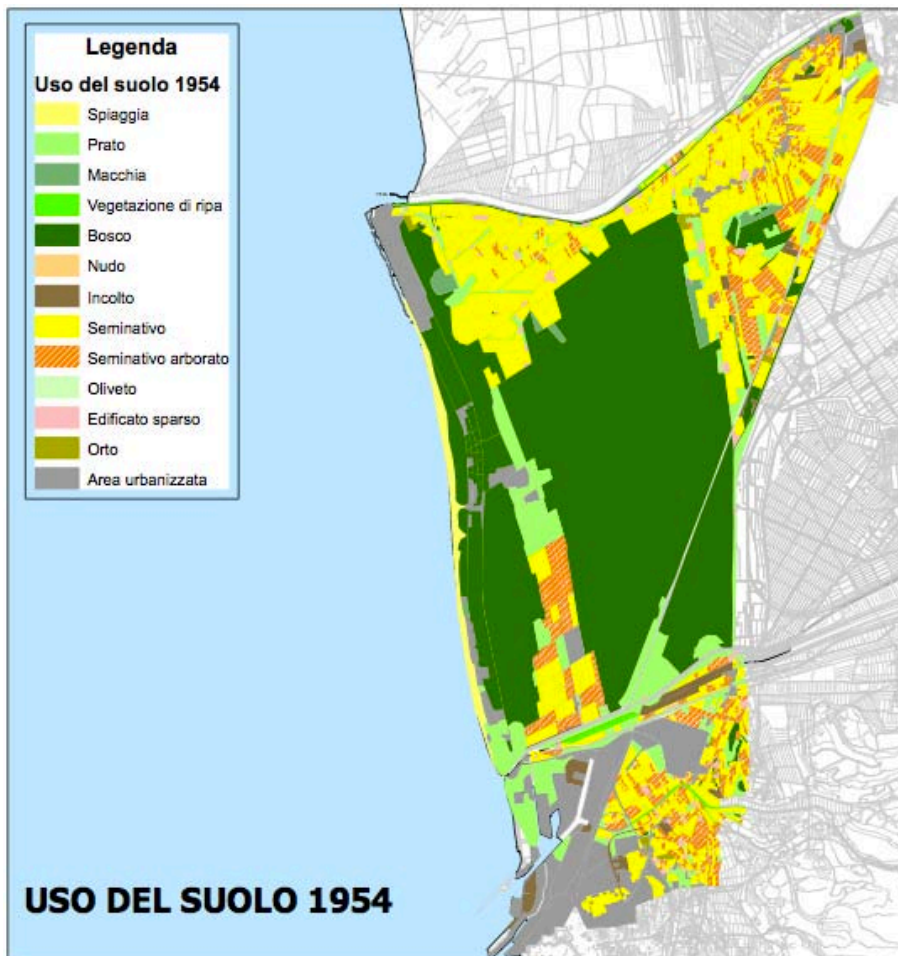 Legenda
Uso del suolo 1954
Spiaggia
Prato
Macchia
Vegetazione di ripa
Bosco
Nudo
Incolto
Seminativo
Seminativo arborato
Oliveto
Edificato sparso
Orto
Area urbanizzata
USO DEL SUOLO 1954